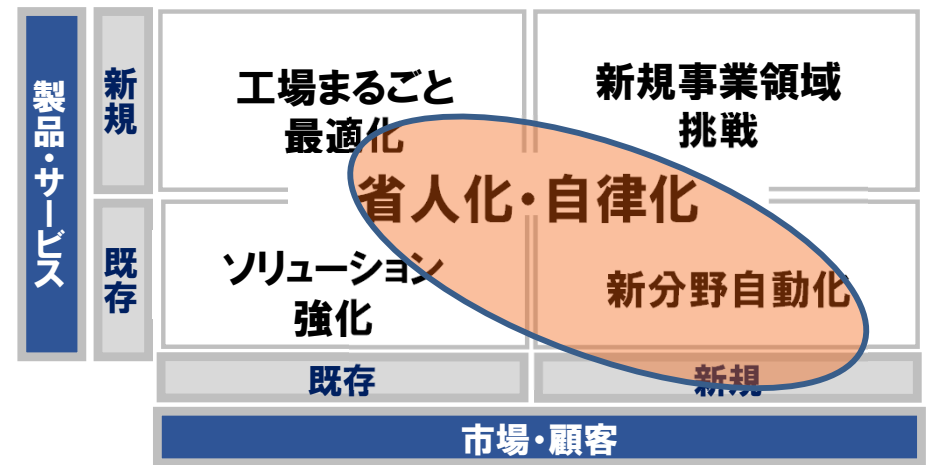 製品・サービス
新規
工場まるごと
最適化
新規事業領域
挑戦
省人化・自律化
既存
ソリューション
強化
新分野自動化
既存
新規
市場・顧客